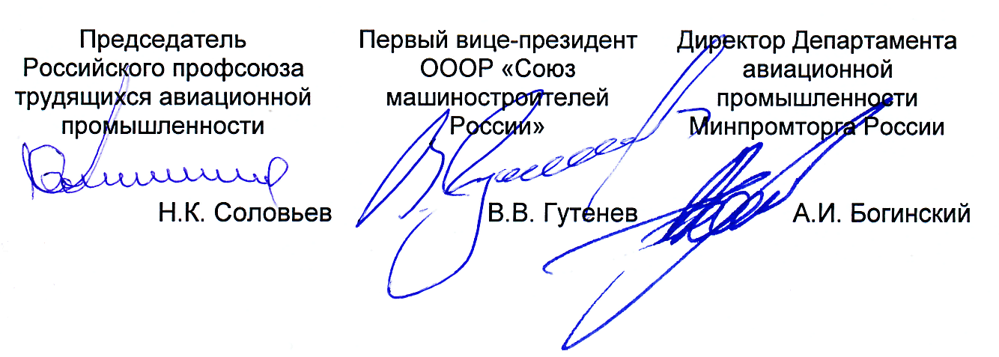 Председатель
Российского профсоюза
трудящихся авиационной
промышленности
Н.К. Соловьев
Первый вице-президент
ОООР «Союз
машиностроителей
России»
В.В. Гутенев
Директор Департамента
авиационной
промышленности
Минпромторга России
А.И. Богинский